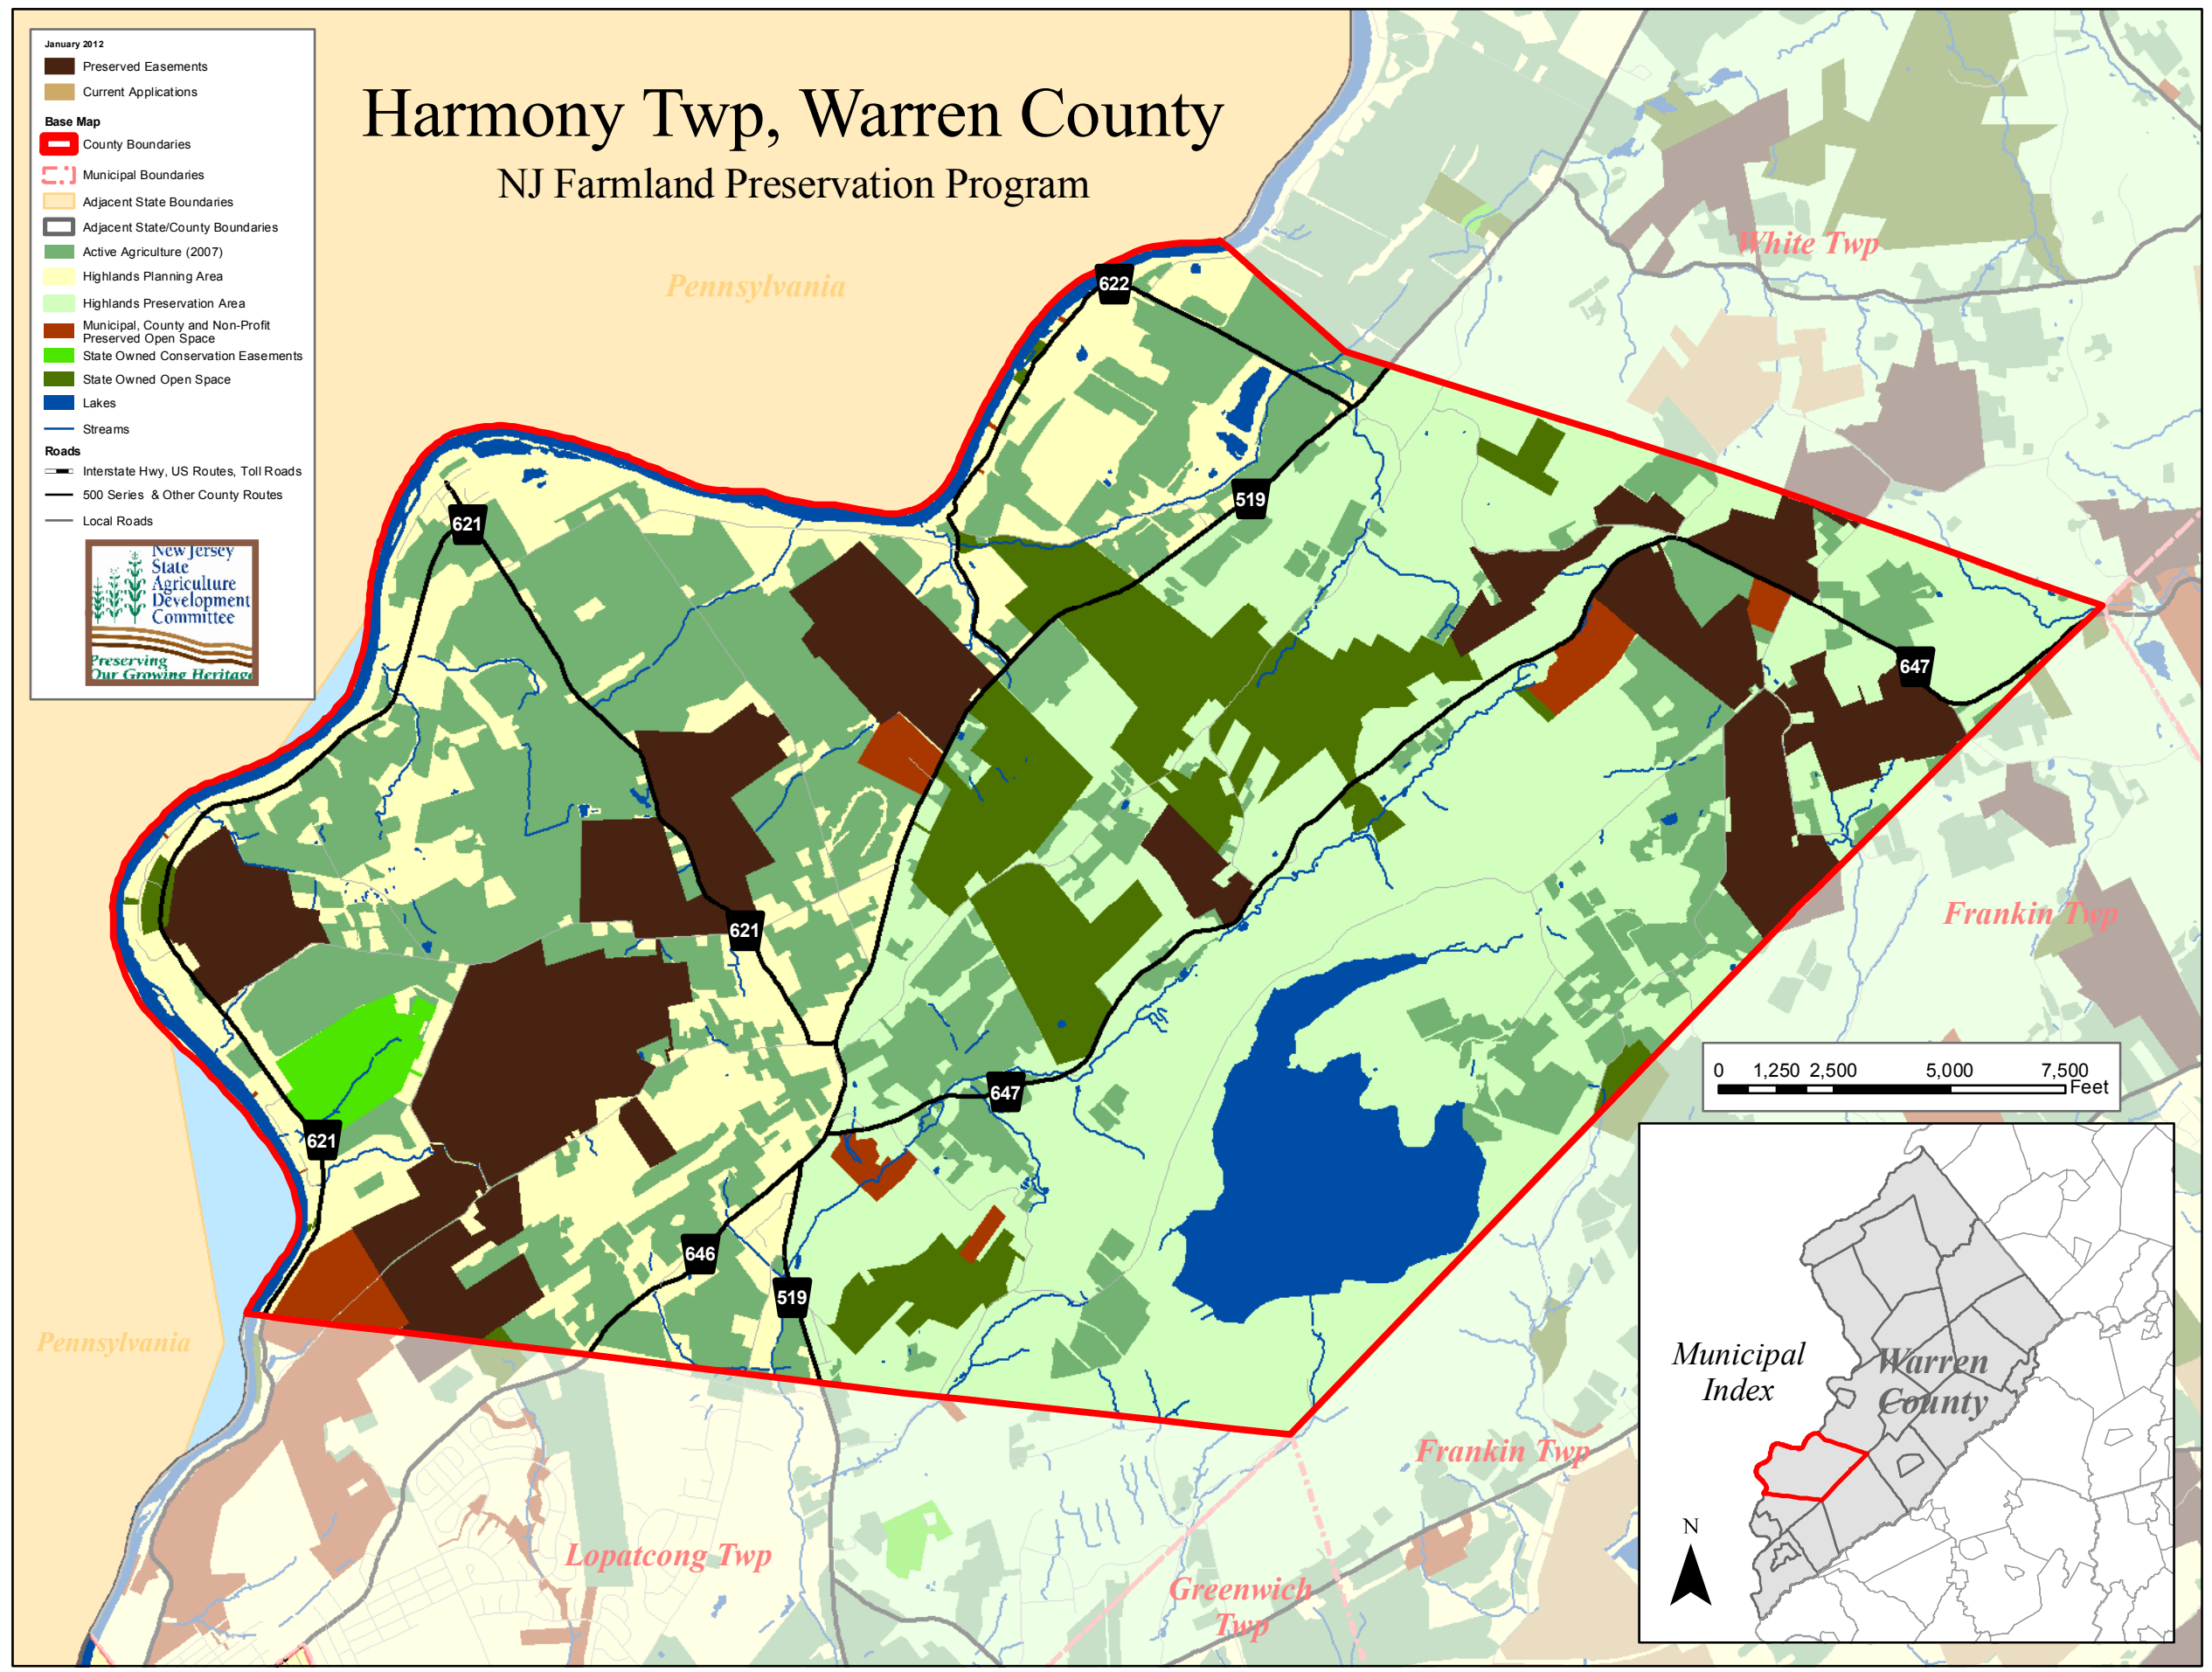 January 2012
Preserved Easements
Current Applications
Base Map
County Boundaries
Municipal Boundaries
Adjacent State Boundaries
Adjacent State/County Boundaries
Active Agriculture (2007)
Highlands Planning Area
Highlands Preservation Area
Municipal, County and Non-Profit
Preserved Open Space
State Owned Conservation Easements
State Owned Open Space
Lakes
Streams
Roads
Interstate Hwy, US Routes, Toll Roads
500 Series & Other County Routes
Local Roads
New Jersey
State
Agriculture
Development
Committee
Preserving
Our Growing Heritage
Harmony Twp, Warren County
NJ Farmland Preservation Program
Pennsylvania
White Twp
622
519
621
647
621
Frankin Twp
647
621
646
519
Pennsylvania
0 1,250 2,500 5,000 7,500
Feet
Municipal
Index
Warren
County
N
Frankin Twp
Lopatcong Twp
Greenwich
Twp